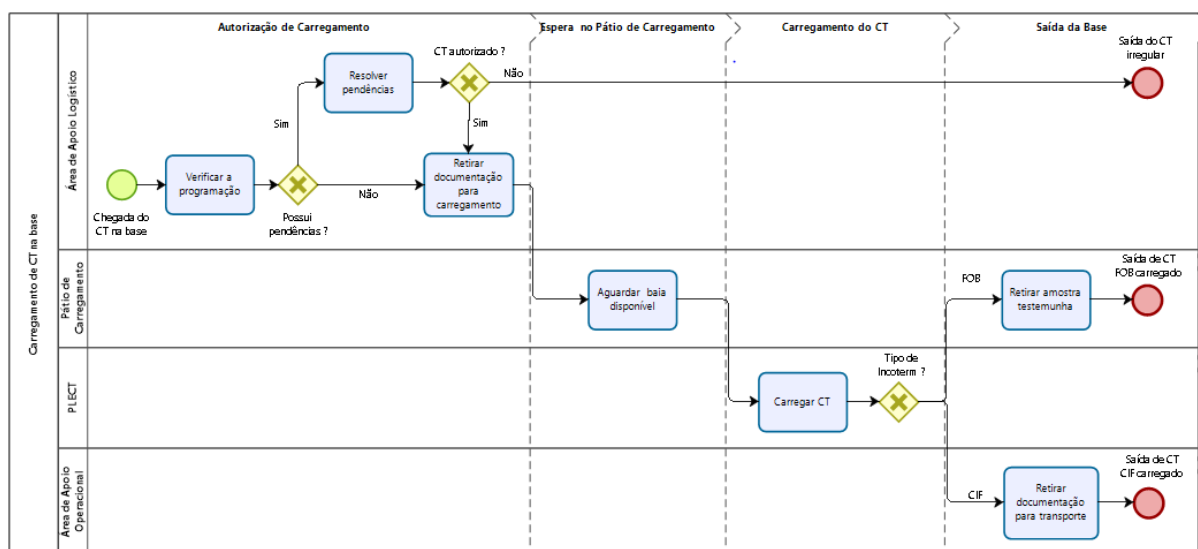 Carregamento de CT na base
Autorização de Carregamento
Espera no Pátio de Carregamento
Carregamento do CT
Saída da Base
Área de Apoio Logístico
Chegada do
CT na base
Verificar a
programação
Possui
pendências ?
Sim
Não
Resolver
pendências
CT autorizado ?
Não
Sim
Retirar
documentação
para
carregamento
Saída do CT
irregular
Pátio de
Carregamento
Aguardar baía
disponível
FOB
Retirar amostra
testemunha
Saída de CT
FOB carregado
PLECT
Carregar CT
Tipo de
Incoterm ?
Área de Apoio
Operacional
CIF
Retirar
documentação
para transporte
Saída de CT
CIF carregado